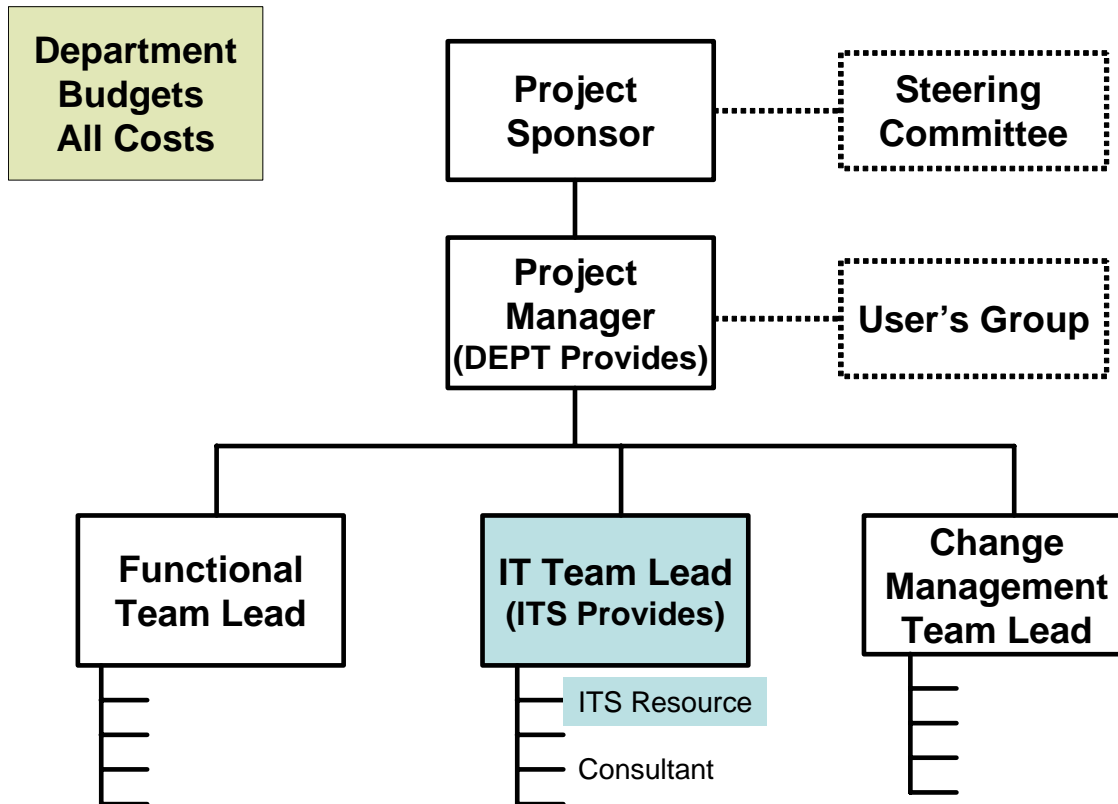 Department
Budgets
All Costs
Project
Sponsor
Steering
Committee
Project
Manager
(DEPT Provides)
User’s Group
Functional
Team Lead
IT Team Lead
(ITS Provides)
Change
Management
Team Lead
ITS Resource
Consultant